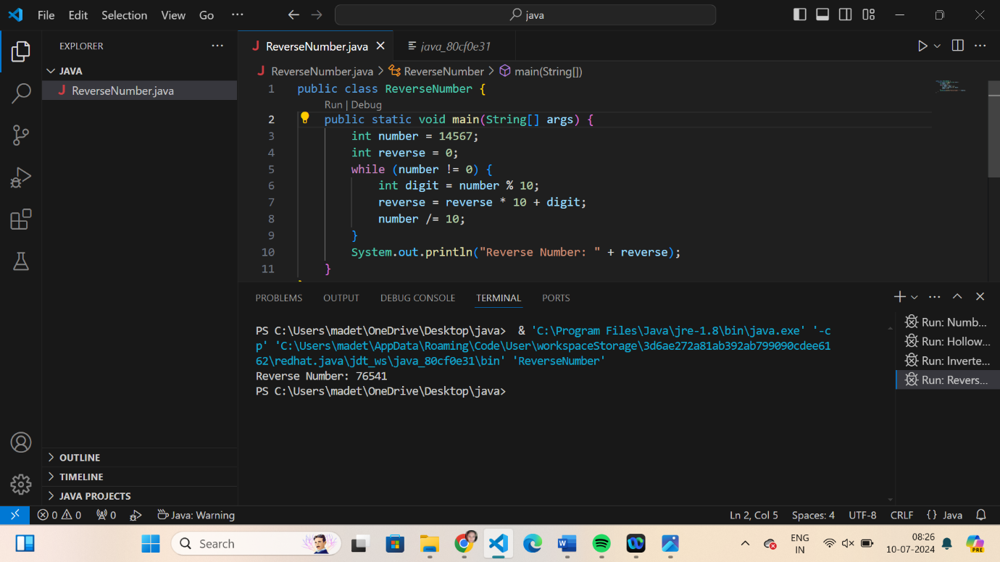 File Edit Selection View Go ··· java
EXPLORER ···
JAVA
ReverseNumber.java
OUTLINE
TIMELINE
JAVA PROJECTS
ReverseNumber.java java_80cf0e31
ReverseNumber.java > ReverseNumber > main(String[])
1 public class ReverseNumber {
Run | Debug
2 public static void main(String[] args) {
3 int number = 14567;
4 int reverse = 0;
5 while (number != 0) {
6 int digit = number % 10;
7 reverse = reverse * 10 + digit;
8 number /= 10;
9 }
10 System.out.println("Reverse Number: " + reverse);
11 }
PROBLEMS OUTPUT DEBUG CONSOLE TERMINAL PORTS
PS C:\Users\madet\OneDrive\Desktop\java>  & 'C:\Program Files\Java\jre-1.8\bin\java.exe' '-c
p' 'C:\Users\madet\AppData\Roaming\Code\User\workspaceStorage\3d6ae272a81ab392ab799090cdee61
62\redhat.java\jdt_ws\java_80cf0e31\bin' 'ReverseNumber'
Reverse Number: 76541
PS C:\Users\madet\OneDrive\Desktop\java>
Run: Numb...
Run: Hollow...
Run: Inverte...
Run: Revers...
0 0 0 Java: Warning Ln 2, Col 5 Spaces: 4 UTF-8 CRLF {} Java
Search
ENG
IN
08:26
10-07-2024
PRE